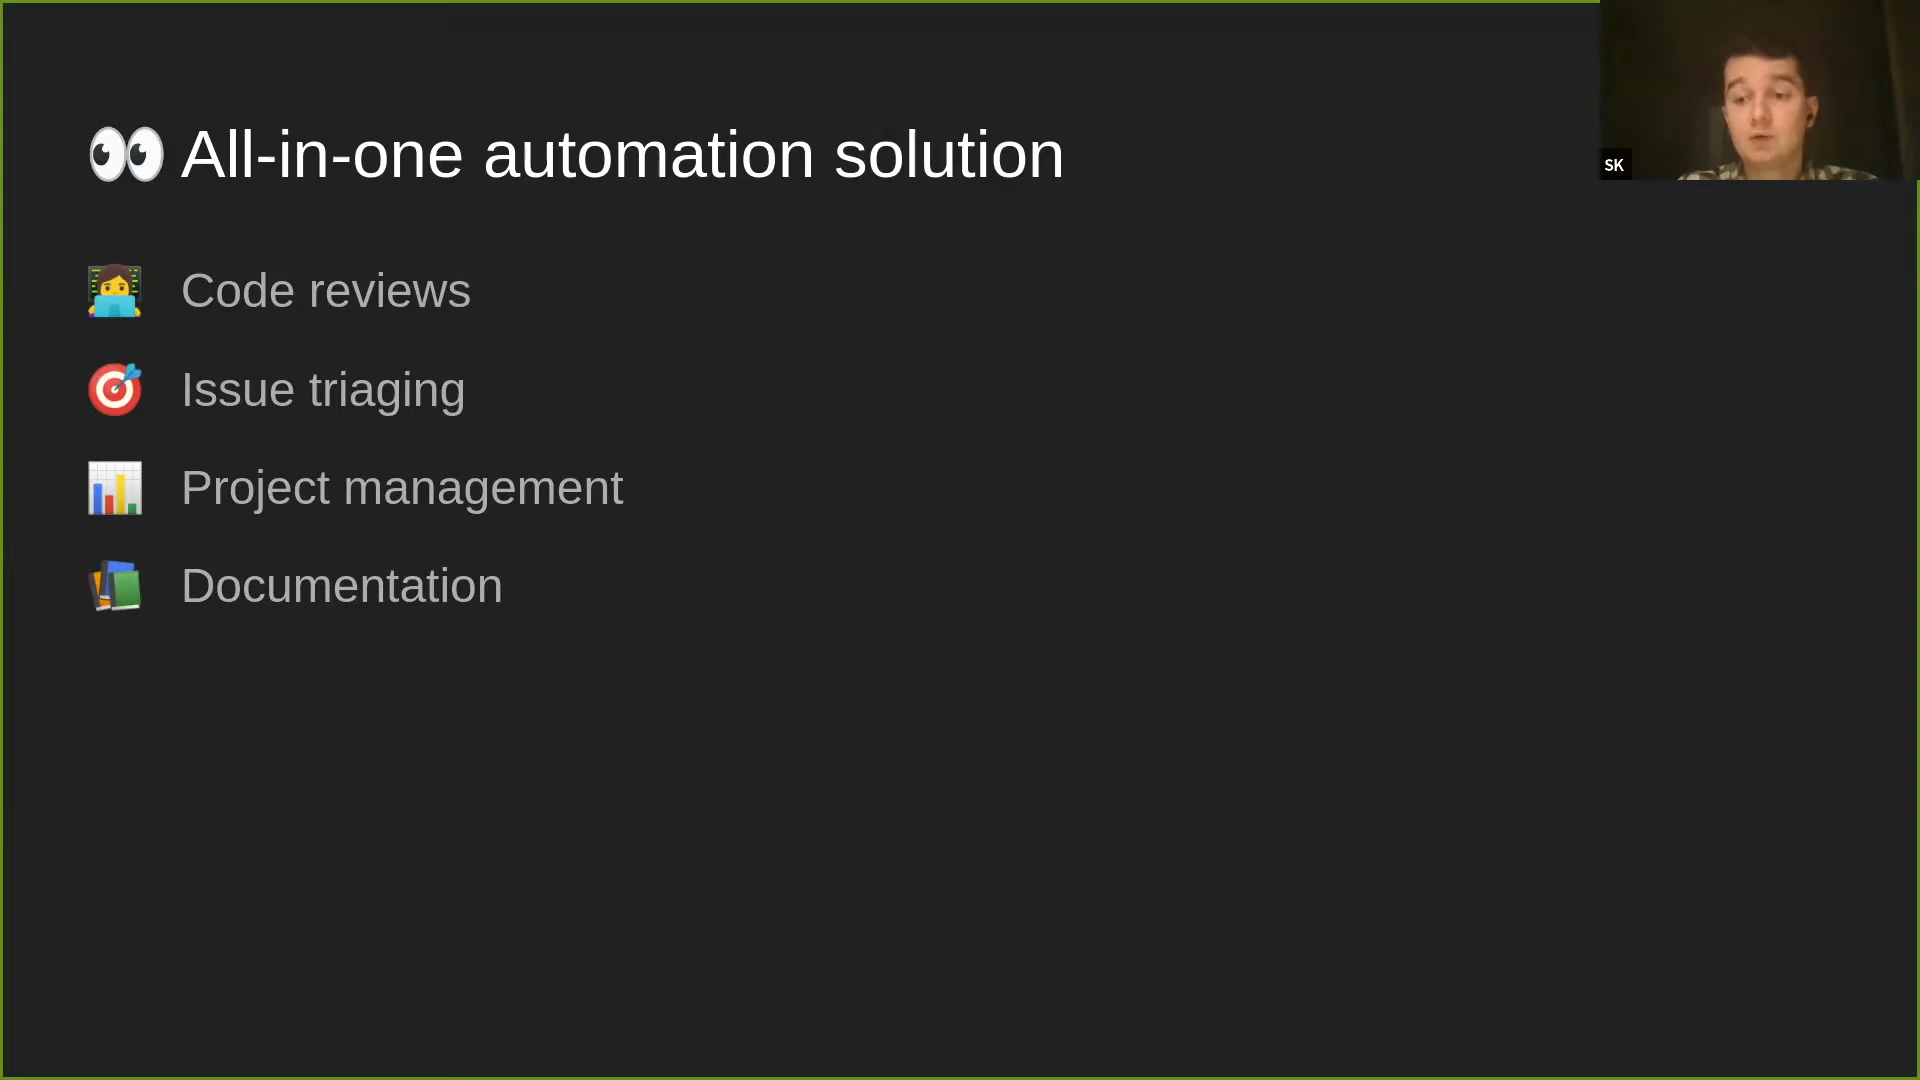 👀 All-in-one automation solution
SK
👩‍💻 Code reviews
🎯 Issue triaging
📊 Project management
📚 Documentation